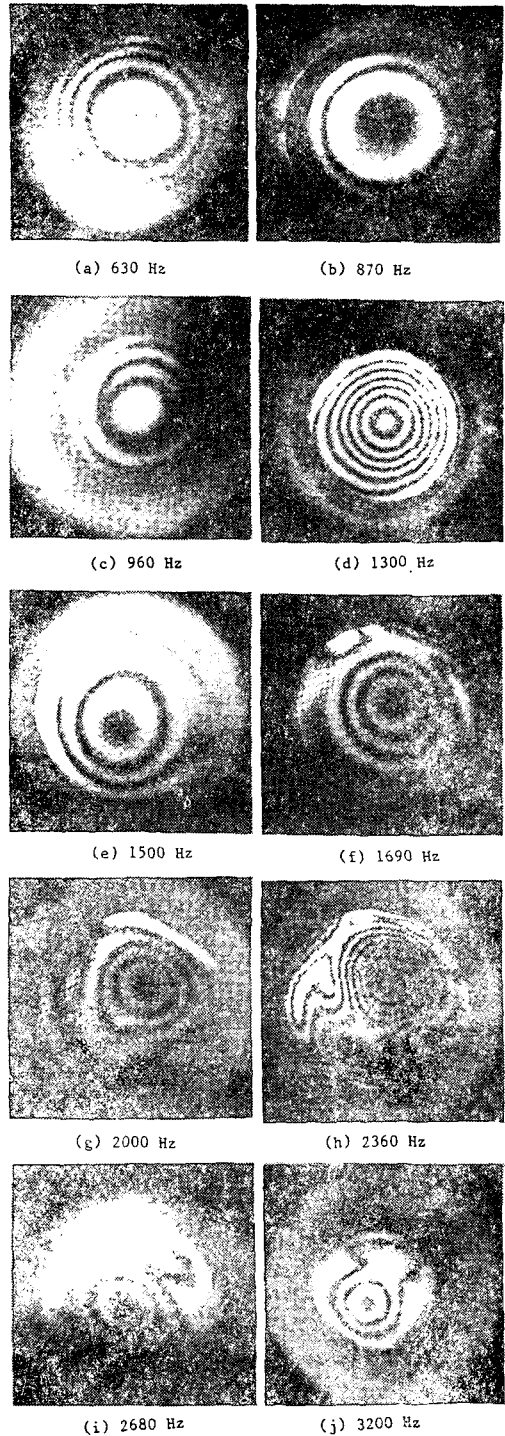 (a) 630 Hz
(b) 870 Hz
(c) 960 Hz
(d) 1300 Hz
(e) 1500 Hz
(f) 1690 Hz
(g) 2000 Hz
(h) 2360 Hz
(i) 2680 Hz
(j) 3200 Hz